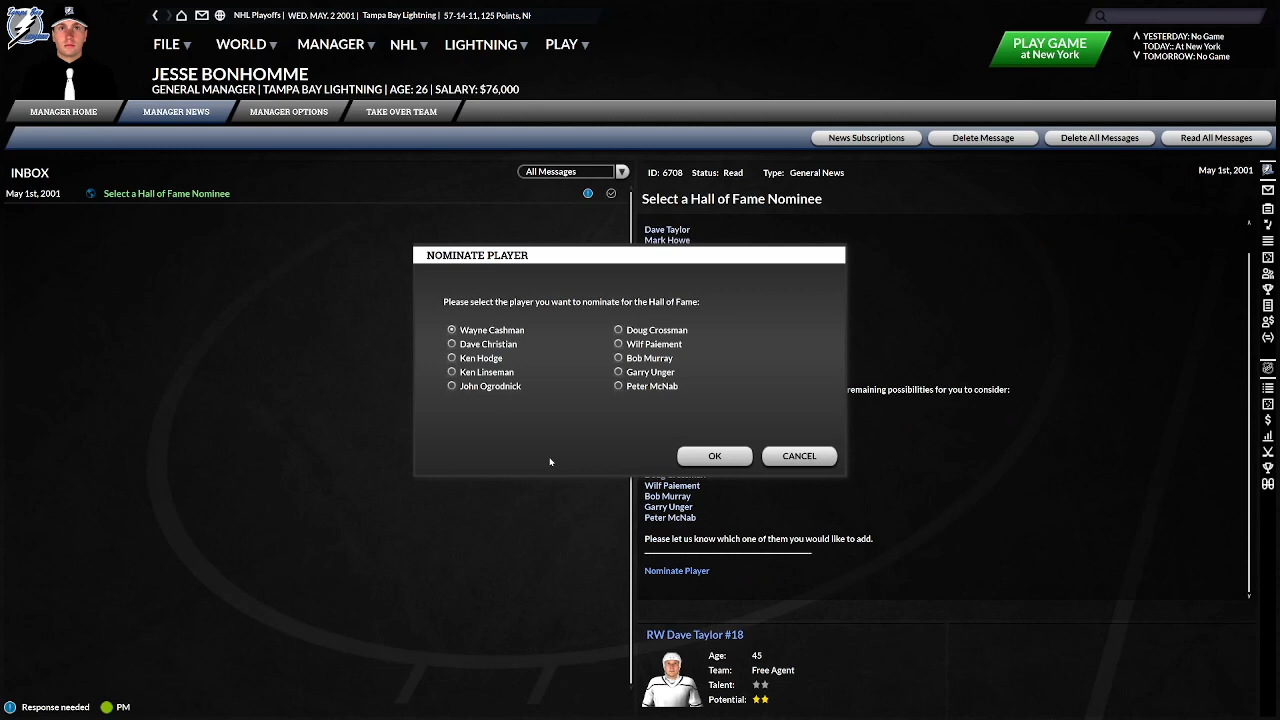 NHL Playoffs | WED. MAY. 2 2001 | Tampa Bay Lightning | 57-14-11, 125 Points, NH
FILE WORLD MANAGER NHL LIGHTNING PLAY
PLAY GAME
at New York
YESTERDAY: No Game
TODAY:: At New York
TOMORROW: No Game
JESSE BONHOMME
GENERAL MANAGER | TAMPA BAY LIGHTNING | AGE: 26 | SALARY: $76,000
MANAGER HOME MANAGER NEWS MANAGER OPTIONS TAKE OVER TEAM
News Subscriptions Delete Message Delete All Messages Read All Messages
INBOX
All Messages
May 1st, 2001 Select a Hall of Fame Nominee
ID: 6708 Status: Read Type: General News May 1st, 2001
Select a Hall of Fame Nominee
Dave Taylor
Mark Howe
NOMINATE PLAYER
Please select the player you want to nominate for the Hall of Fame:
Wayne Cashman
Dave Christian
Ken Hodge
Ken Linseman
John Ogrodnick
Doug Crossman
Wilf Paiement
Bob Murray
Garry Unger
Peter McNab
OK CANCEL
remaining possibilities for you to consider:
Wilf Paiement
Bob Murray
Garry Unger
Peter McNab
Please let us know which one of them you would like to add.
Nominate Player
RW Dave Taylor #18
Age: 45
Team: Free Agent
Talent:
Potential:
Response needed PM